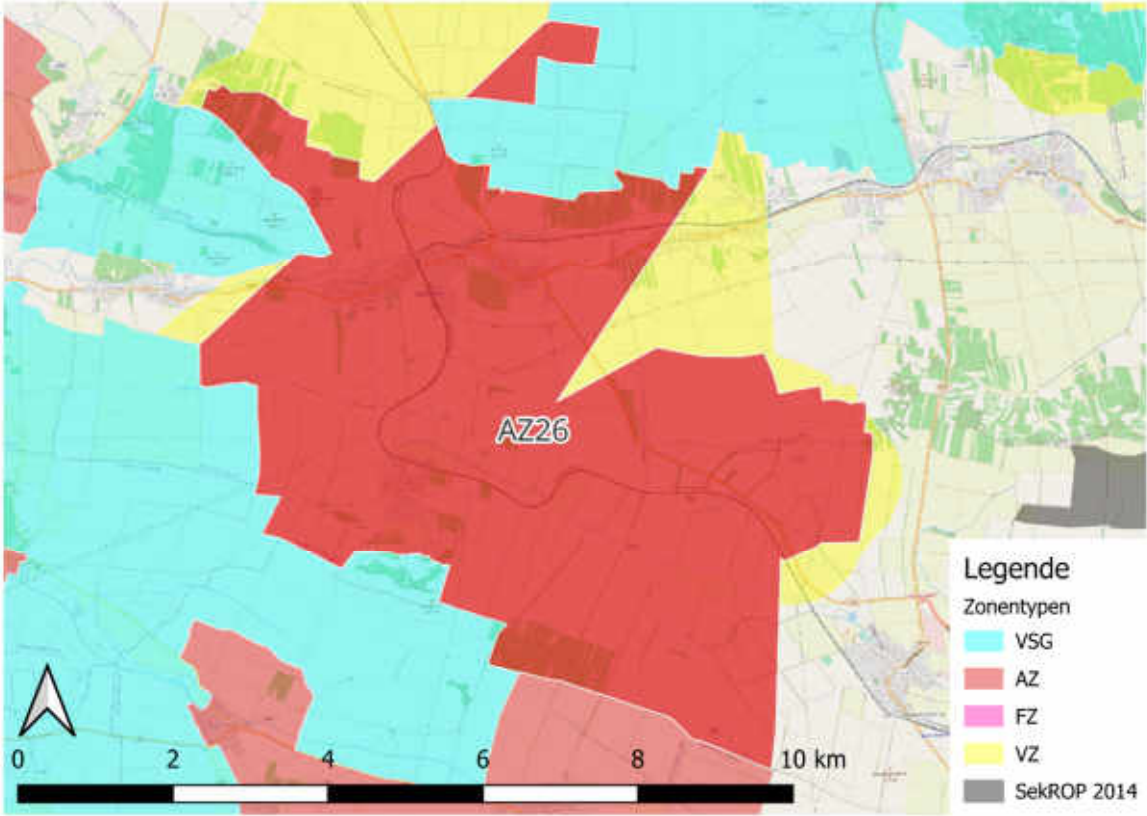 AZ26
Legende
Zonentypen
VSG
AZ
FZ
VZ
SekROP 2014
0 2 4 6 8 10 km